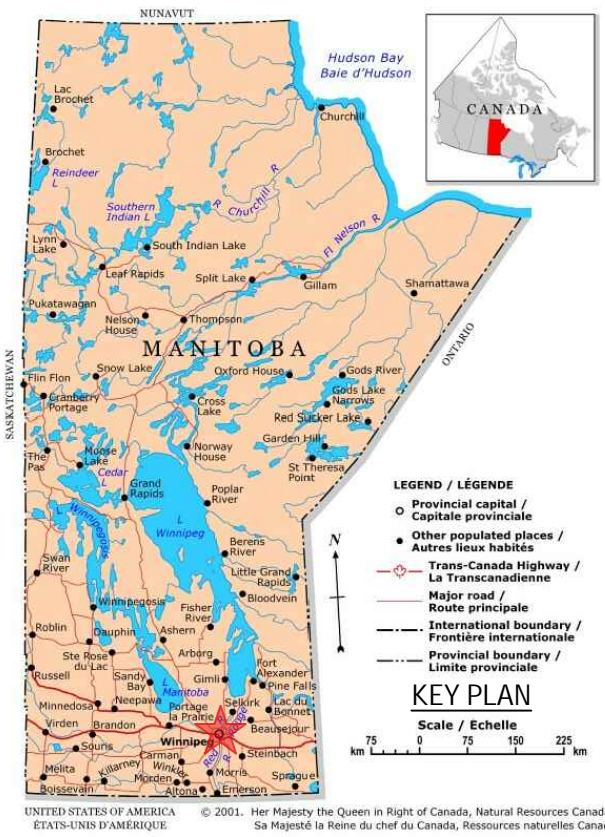 NUNAVUT
Hudson Bay
Baie d'Hudson
CANADA
Lac
Brochet
Churchill
Brochet
Reindeer
L
Southern
Indian L
R Churchill R
Fl Nelson R
Lynn
Lake
South Indian Lake
Leaf Rapids
Split Lake
Gillam
Shamattawa
Pukatawagan
Nelson
House
Thompson
MANITOBA
ONTARIO
SASKATCHEWAN
Flin Flon
Snow Lake
Oxford House
Gods River
Cranberry
Portage
Cross
Lake
Gods Lake
Narrows
Red Sucker Lake
Garden Hill
The
Pas
Moose
Lake
Cedar
L
Norway
House
St Theresa
Point
Grand
Rapids
Poplar
River
L Winnipegosis
L
Winnipeg
Berens
River
Swan
River
Little Grand
Rapids
Bloodvein
Winnipegosis
Fisher
River
Roblin
Dauphin
Ashern
Ste Rose
du Lac
Arborg
Fort
Alexander
Russell
Sandy
Bay
L
Manitoba
Gimli
Pine Falls
Minnedosa
Neepawa
Portage
la Prairie
Selkirk
Lac du
Bonnet
Virden
Brandon
Beausejour
Winnipeg
Souris
Carman
Steinbach
Melita
Killarney
Winkler
Morden
Red R
Morris
Boissevain
Altona
Emerson
Sprague
LEGEND / LÉGENDE
Provincial capital /
Capitale provinciale
Other populated places /
Autres lieux habités
Trans-Canada Highway /
La Transcanadienne
Major road /
Route principale
International boundary /
Frontière internationale
Provincial boundary /
Limite provinciale
N
KEY PLAN
Scale / Echelle
75 0 75 150 225
km km
UNITED STATES OF AMERICA
ÉTATS-UNIS D'AMÉRIQUE
© 2001. Her Majesty the Queen in Right of Canada, Natural Resources Canad
Sa Majesté la Reine du chef du Canada, Ressources naturelles Cana